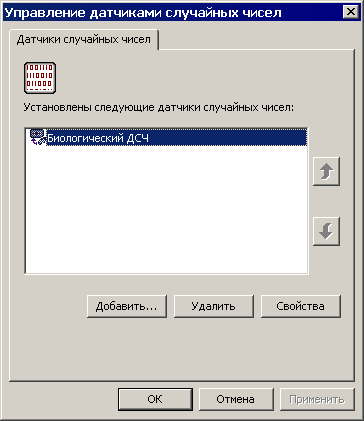 Управление датчиками случайных чисел
Датчики случайных чисел
Установлены следующие датчики случайных чисел:
Биологический ДСЧ
Добавить... Удалить Свойства
OK Отмена Применить